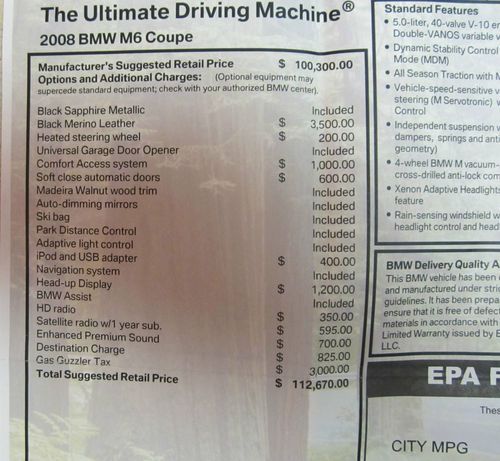 The Ultimate Driving Machine®
2008 BMW M6 Coupe
Manufacturer's Suggested Retail Price $ 100,300.00
Options and Additional Charges: (Optional equipment may
supercede standard equipment; check with your authorized BMW center).
Black Sapphire Metallic Included
Black Merino Leather $ 3,500.00
Heated steering wheel $ 200.00
Universal Garage Door Opener Included
Comfort Access system $ 1,000.00
Soft close automatic doors $ 600.00
Madeira Walnut wood trim Included
Auto-dimming mirrors Included
Ski bag Included
Park Distance Control Included
Adaptive light control Included
iPod and USB adapter $ 400.00
Navigation system Included
Head-up Display $ 1,200.00
BMW Assist Included
HD radio $ 350.00
Satellite radio w/1 year sub. $ 595.00
Enhanced Premium Sound $ 700.00
Destination Charge $ 825.00
Gas Guzzler Tax $ 3,000.00
Total Suggested Retail Price $ 112,670.00
Standard Features
• 5.0-liter, 40-valve V-10
Double-VANOS variable
• Dynamic Stability Control
Mode (MDM)
• All Season Traction with
• Vehicle-speed-sensitive
steering (M Servotronic)
Control
• Independent suspension
dampers, springs and
geometry)
• 4-wheel BMW M vacuum-
cross-drilled anti-lock
• Xenon Adaptive Headlights
feature
• Rain-sensing windshield
headlight control and
BMW Delivery Quality
This BMW vehicle has been
and manufactured under
guidelines. It has been
ensure that it is free of
materials in accordance with
Limited Warranty issued by
LLC.
EPA
CITY MPG